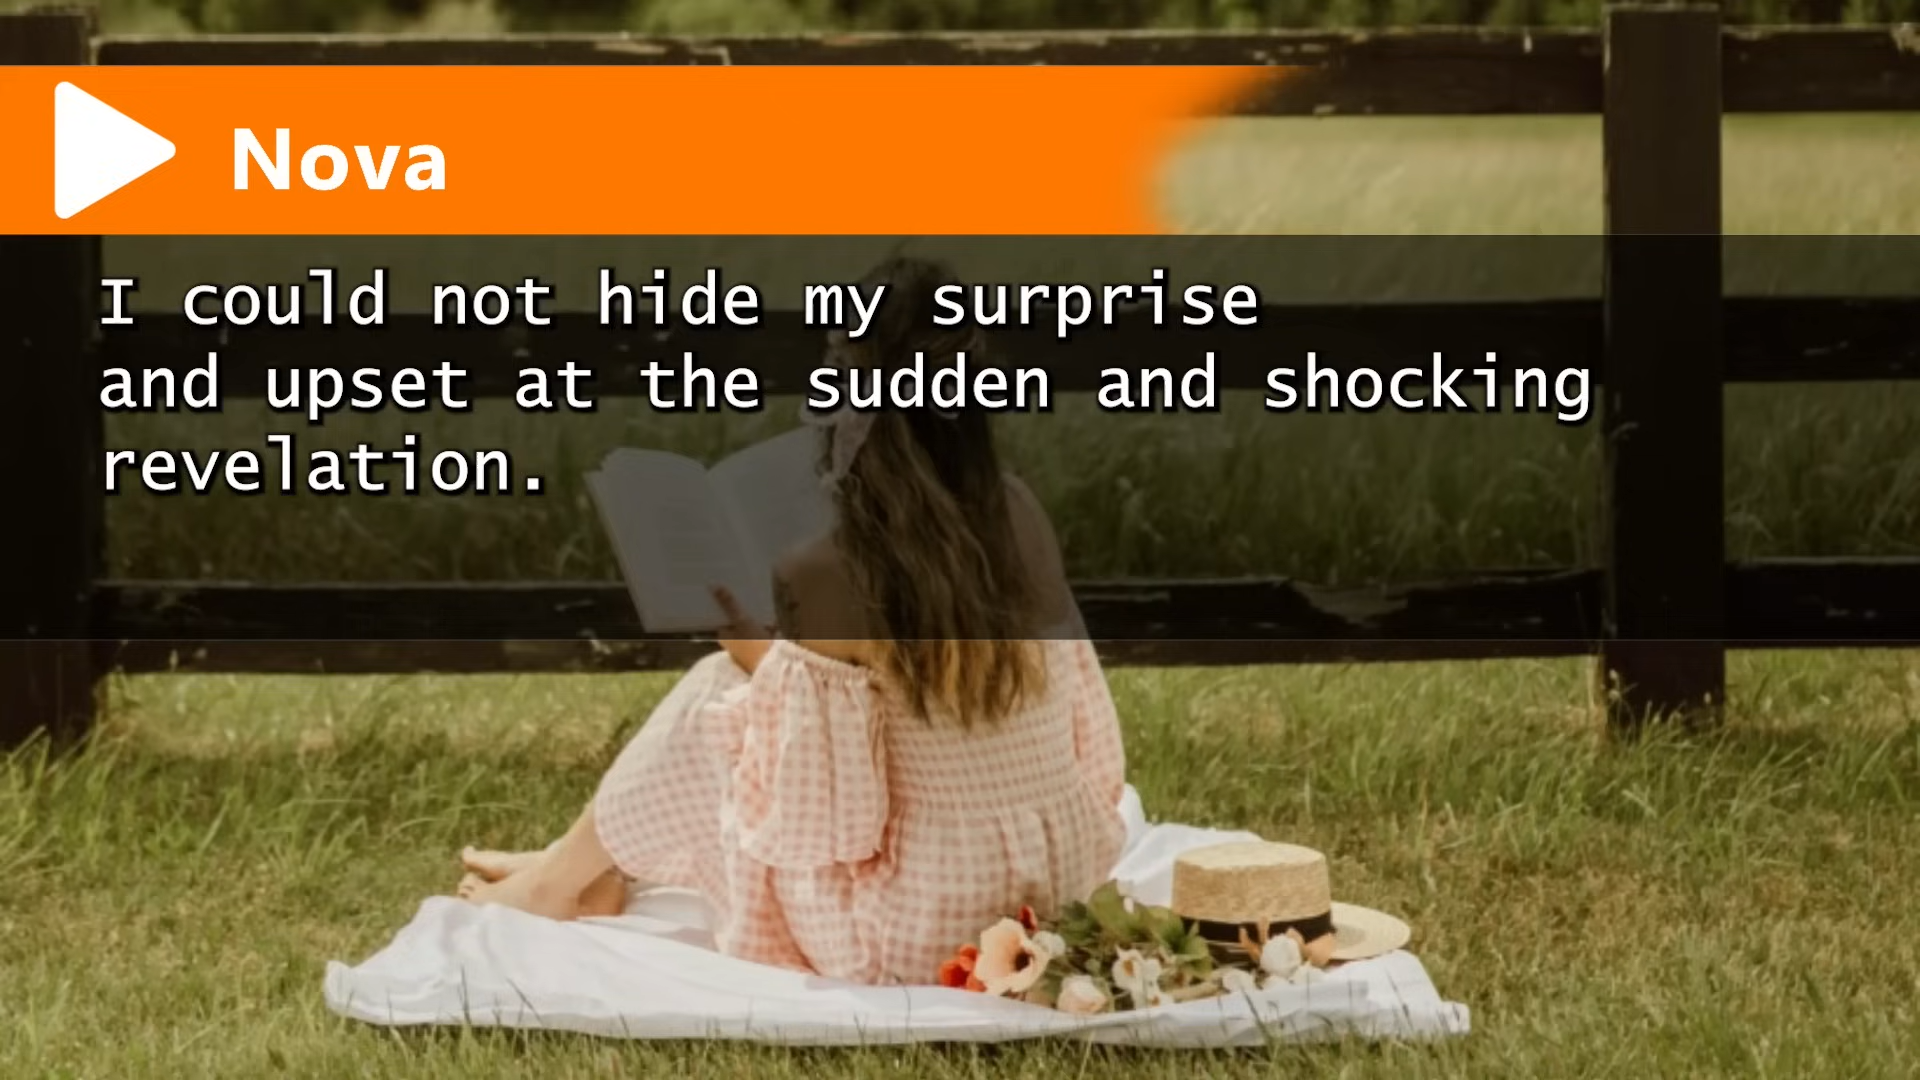 Nova
I could not hide my surprise
and upset at the sudden and shocking
revelation.